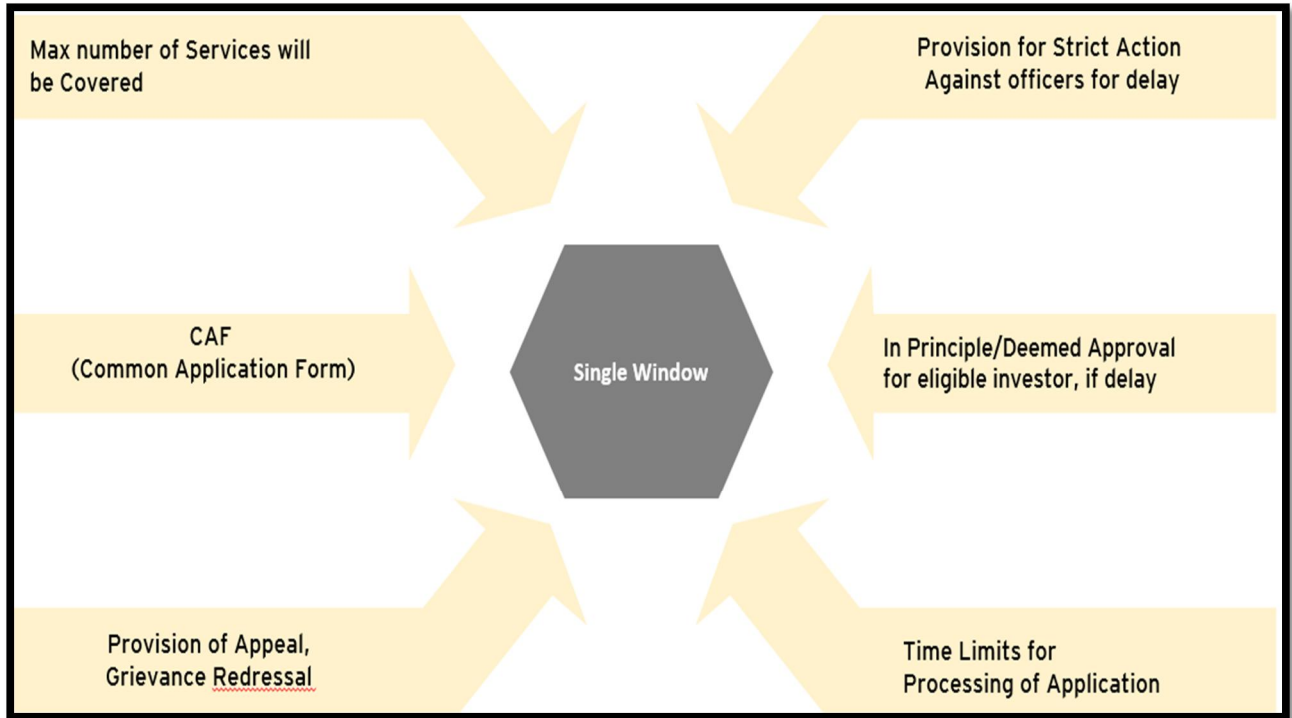 Max number of Services will
be Covered
Provision for Strict Action
Against officers for delay
CAF
(Common Application Form)
Single Window
In Principle/Deemed Approval
for eligible investor, if delay
Provision of Appeal,
Grievance Redressal
Time Limits for
Processing of Application